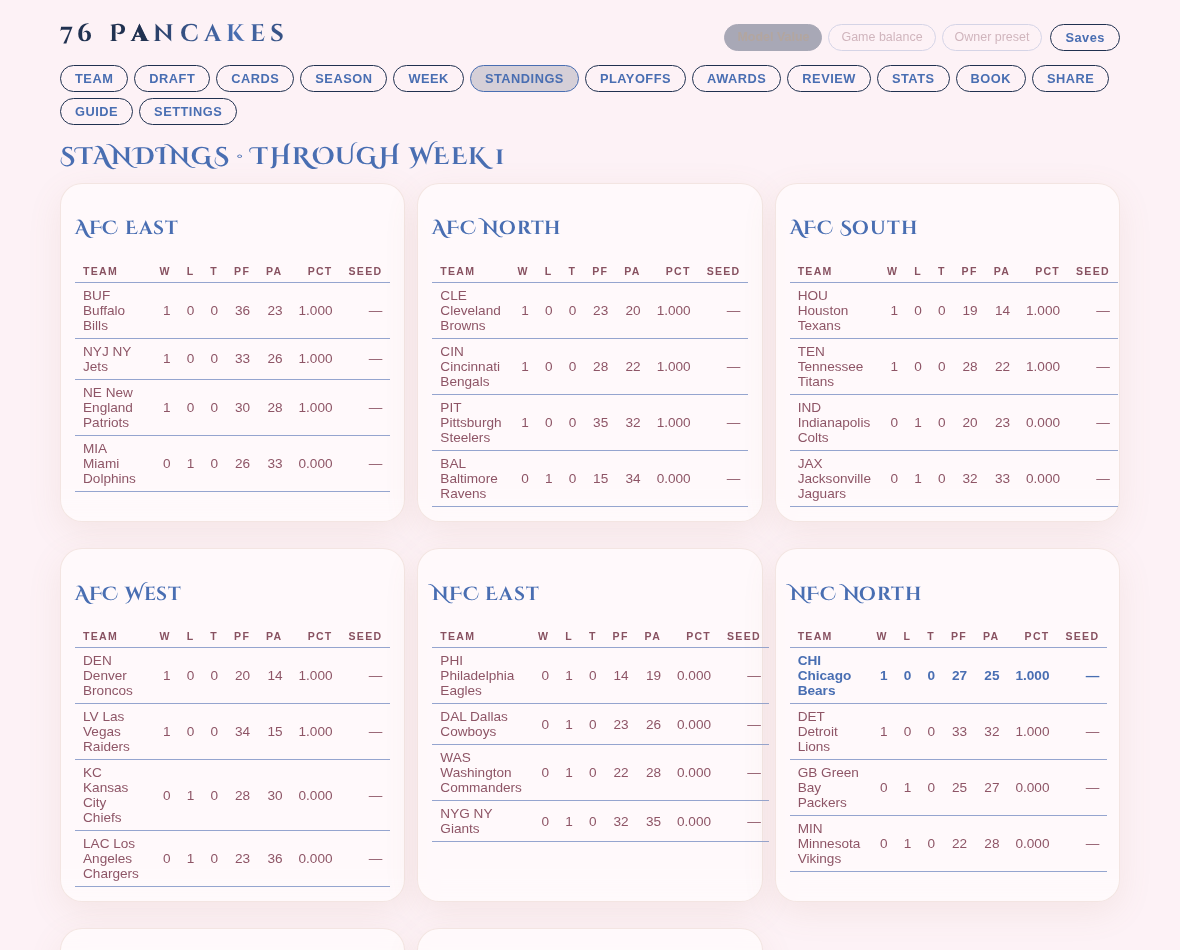 76 PANCAKES
Game balance
Owner preset
Saves
TEAM DRAFT CARDS SEASON WEEK STANDINGS PLAYOFFS AWARDS REVIEW STATS BOOK SHARE
GUIDE SETTINGS
STANDINGS · THROUGH WEEK 1
AFC EAST
TEAM W L T PF PA PCT SEED
BUF
Buffalo
Bills 1 0 0 36 23 1.000 —
NYJ NY
Jets 1 0 0 33 26 1.000 —
NE New
England
Patriots 1 0 0 30 28 1.000 —
MIA
Miami
Dolphins 0 1 0 26 33 0.000 —
AFC NORTH
TEAM W L T PF PA PCT SEED
CLE
Cleveland
Browns 1 0 0 23 20 1.000 —
CIN
Cincinnati
Bengals 1 0 0 28 22 1.000 —
PIT
Pittsburgh
Steelers 1 0 0 35 32 1.000 —
BAL
Baltimore
Ravens 0 1 0 15 34 0.000 —
AFC SOUTH
TEAM W L T PF PA PCT SEED
HOU
Houston
Texans 1 0 0 19 14 1.000 —
TEN
Tennessee
Titans 1 0 0 28 22 1.000 —
IND
Indianapolis
Colts 0 1 0 20 23 0.000 —
JAX
Jacksonville
Jaguars 0 1 0 32 33 0.000 —
AFC WEST
TEAM W L T PF PA PCT SEED
DEN
Denver
Broncos 1 0 0 20 14 1.000 —
LV Las
Vegas
Raiders 1 0 0 34 15 1.000 —
KC
Kansas
City
Chiefs 0 1 0 28 30 0.000 —
LAC Los
Angeles
Chargers 0 1 0 23 36 0.000 —
NFC EAST
TEAM W L T PF PA PCT SEED
PHI
Philadelphia
Eagles 0 1 0 14 19 0.000 —
DAL Dallas
Cowboys 0 1 0 23 26 0.000 —
WAS
Washington
Commanders 0 1 0 22 28 0.000 —
NYG NY
Giants 0 1 0 32 35 0.000 —
NFC NORTH
TEAM W L T PF PA PCT SEED
CHI
Chicago
Bears 1 0 0 27 25 1.000 —
DET
Detroit
Lions 1 0 0 33 32 1.000 —
GB Green
Bay
Packers 0 1 0 25 27 0.000 —
MIN
Minnesota
Vikings 0 1 0 22 28 0.000 —